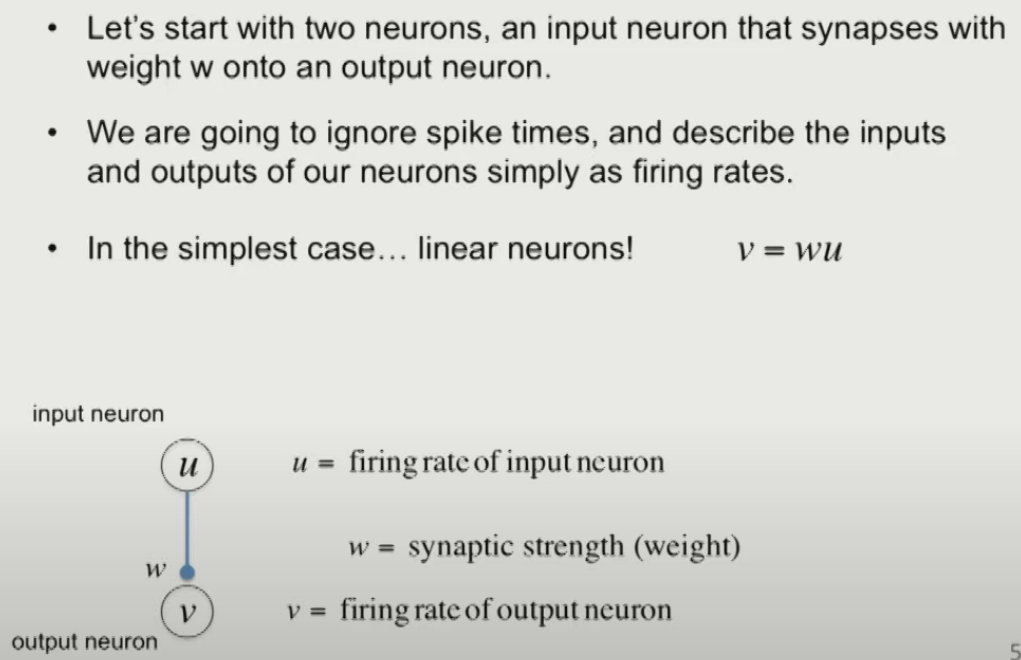 • Let's start with two neurons, an input neuron that synapses with
weight w onto an output neuron.
• We are going to ignore spike times, and describe the inputs
and outputs of our neurons simply as firing rates.
• In the simplest case… linear neurons! v = wu
input neuron
u u = firing rate of input neuron
w = synaptic strength (weight)
w
v v = firing rate of output neuron
output neuron
5